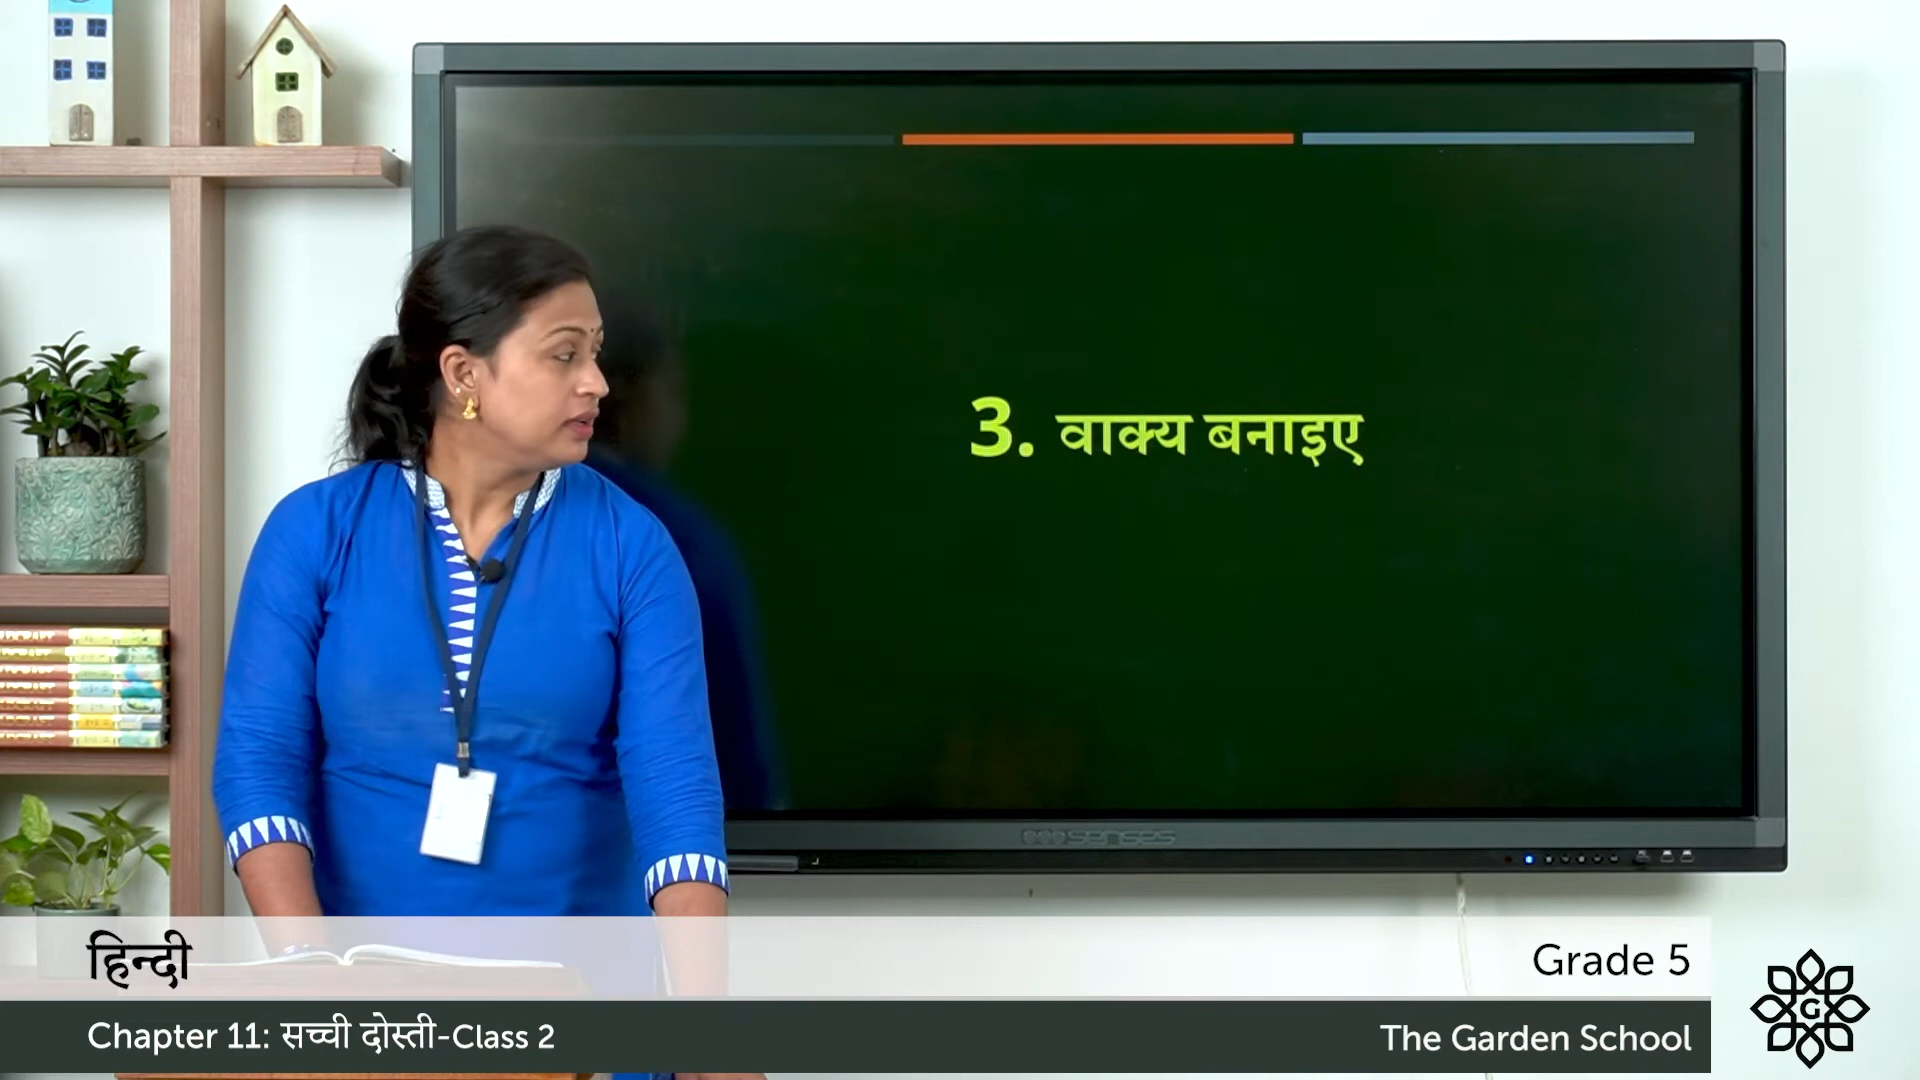 3. वाक्य बनाइए
हिन्दी
Grade 5
Chapter 11: सच्ची दोस्ती-Class 2
The Garden School
G